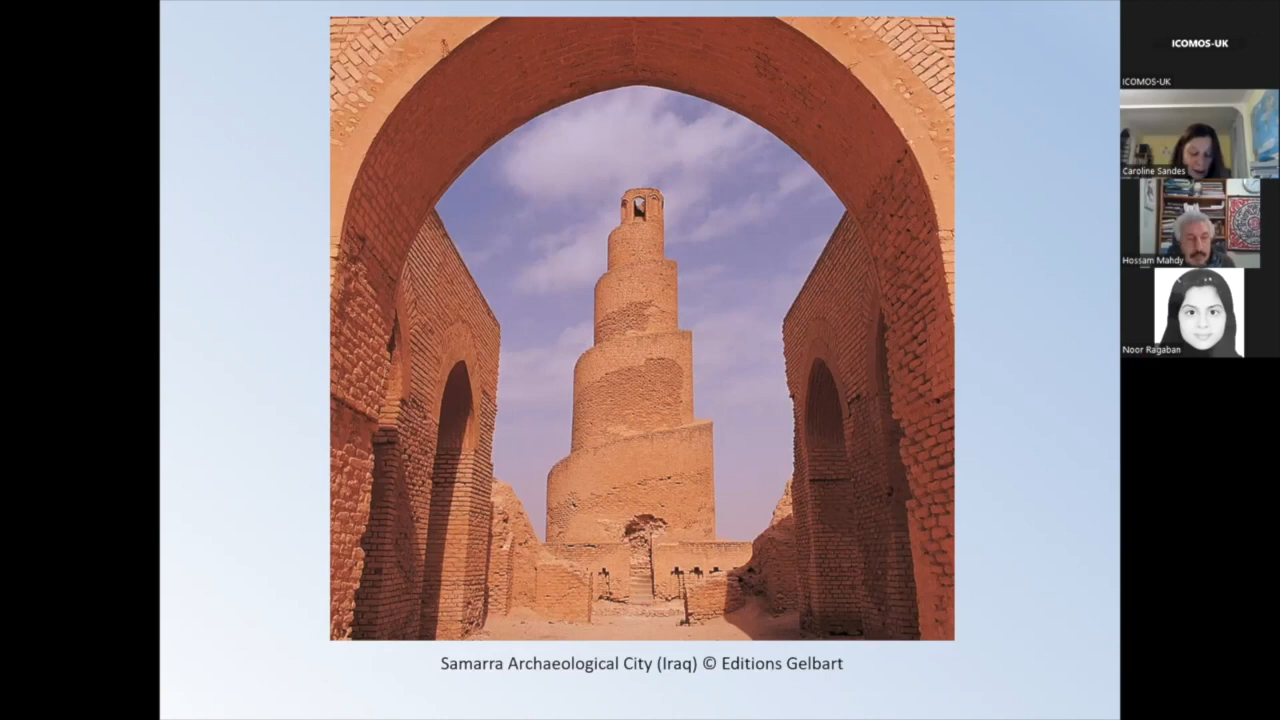 Samarra Archaeological City (Iraq) © Editions Gelbart
ICOMOS-UK
ICOMOS-UK
Caroline Sandes
Hossam Mahdy
Noor Ragaban